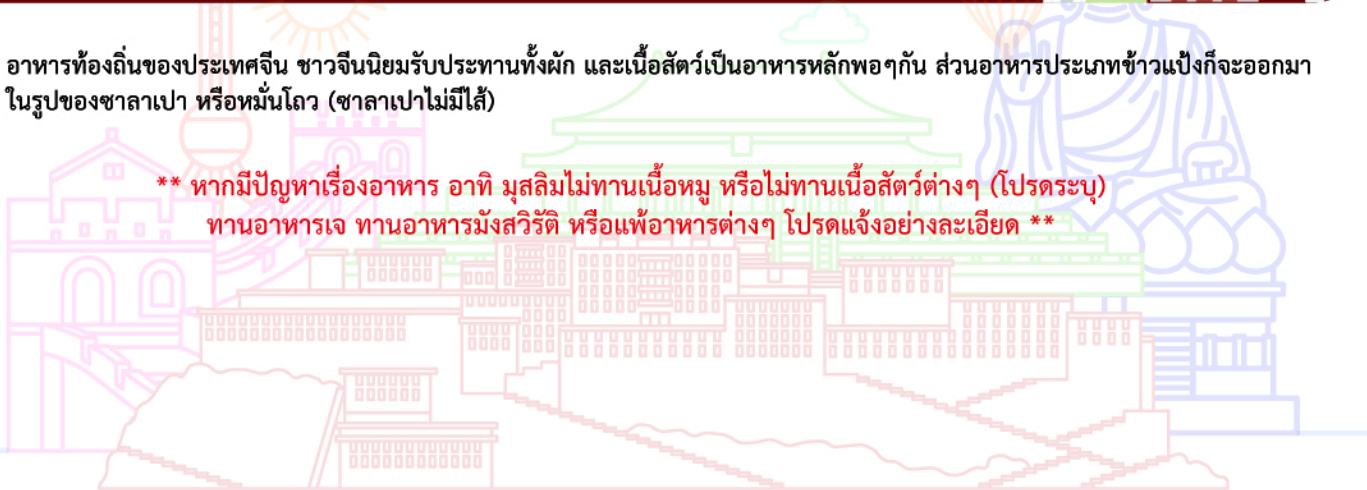 อาหารท้องถิ่นของประเทศจีน ชาวจีนนิยมรับประทานทั้งผัก และเนื้อสัตว์เป็นอาหารหลักพอๆกัน ส่วนอาหารประเภทข้าวแป้งก็จะออกมา
ในรูปของซาลาเปา หรือหมั่นโถว (ซาลาเปาไม่มีไส้)
** หากมีปัญหาเรื่องอาหาร อาทิ มุสลิมไม่ทานเนื้อหมู หรือไม่ทานเนื้อสัตว์ต่างๆ (โปรดระบุ)
ทานอาหารเจ ทานอาหารมังสวิรัติ หรือแพ้อาหารต่างๆ โปรดแจ้งอย่างละเอียด **